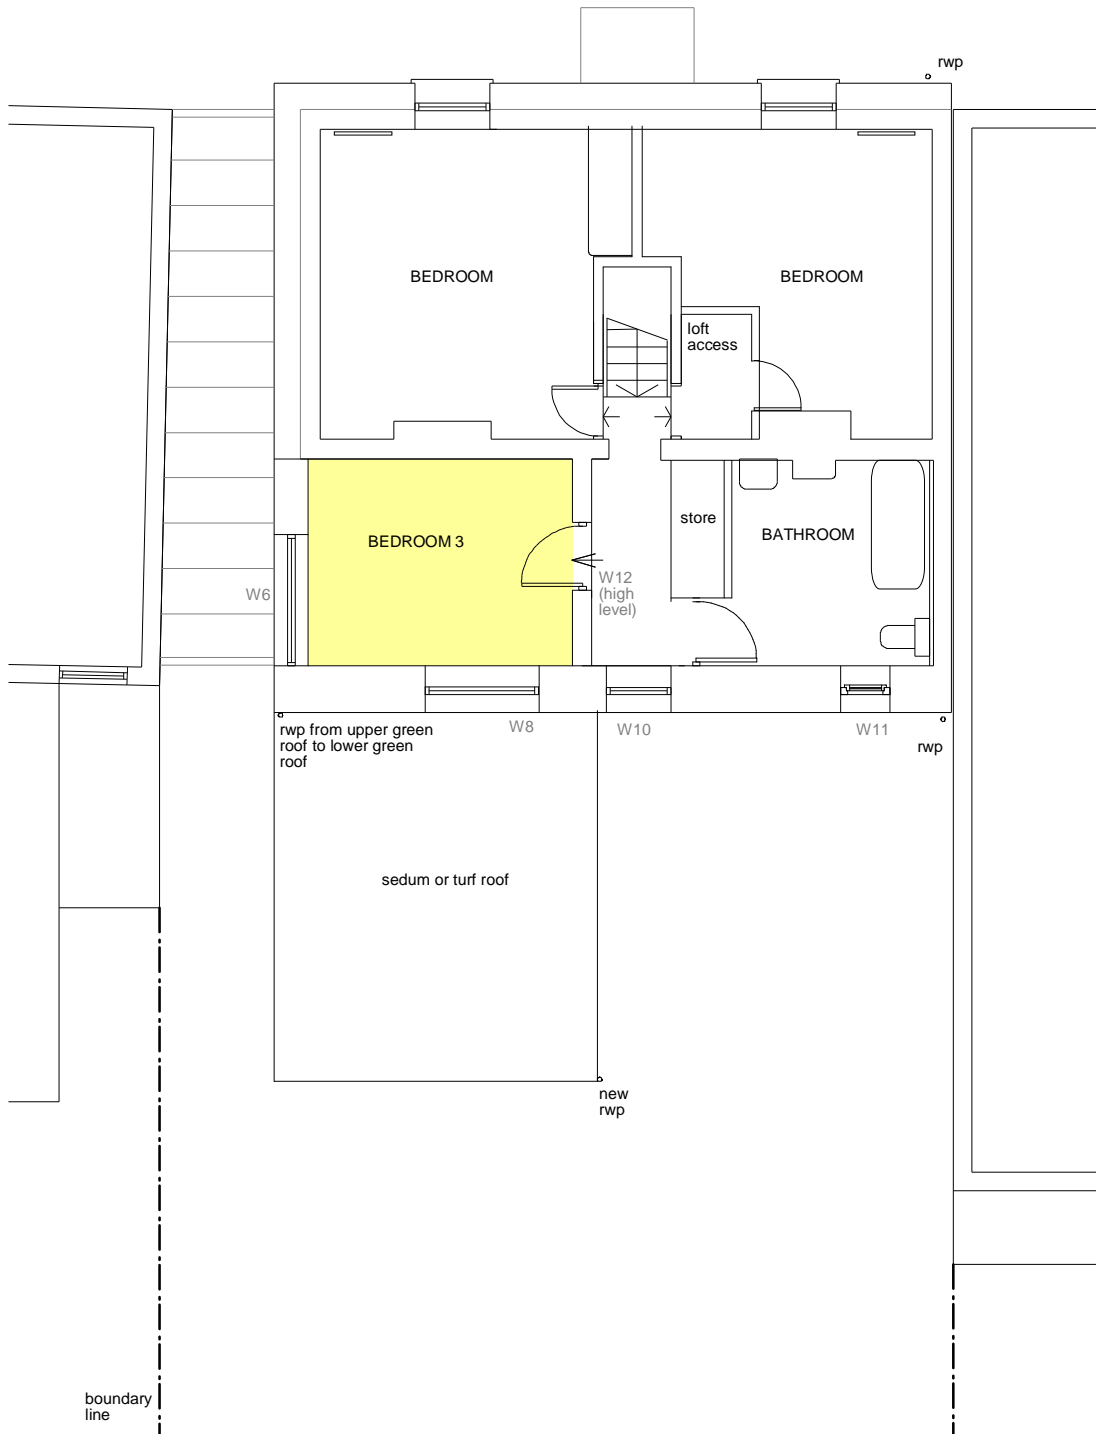 rwp
BEDROOM
BEDROOM
loft
access
store
BEDROOM 3
BATHROOM
W6
W12
(high
level)
W8
W10
W11
rwp from upper green
roof to lower green
roof
rwp
sedum or turf roof
new
rwp
boundary
line